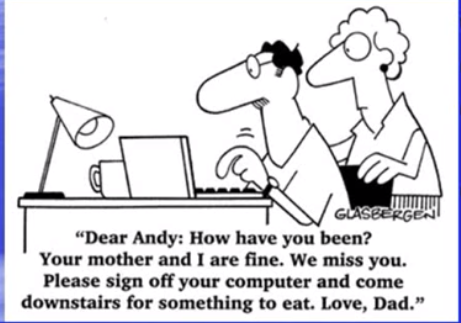 GLASBERGEN
“Dear Andy: How have you been?
Your mother and I are fine. We miss you.
Please sign off your computer and come
downstairs for something to eat. Love, Dad.”